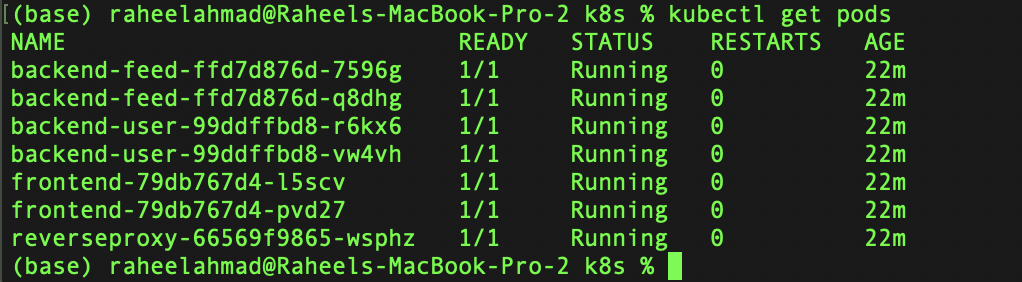 [(base) raheelahmad@Raheels-MacBook-Pro-2 k8s % kubectl get pods
NAME READY STATUS RESTARTS AGE
backend-feed-ffd7d876d-7596g 1/1 Running 0 22m
backend-feed-ffd7d876d-q8dhg 1/1 Running 0 22m
backend-user-99ddffbd8-r6kx6 1/1 Running 0 22m
backend-user-99ddffbd8-vw4vh 1/1 Running 0 22m
frontend-79db767d4-l5scv 1/1 Running 0 22m
frontend-79db767d4-pvd27 1/1 Running 0 22m
reverseproxy-66569f9865-wsphz 1/1 Running 0 22m
(base) raheelahmad@Raheels-MacBook-Pro-2 k8s %